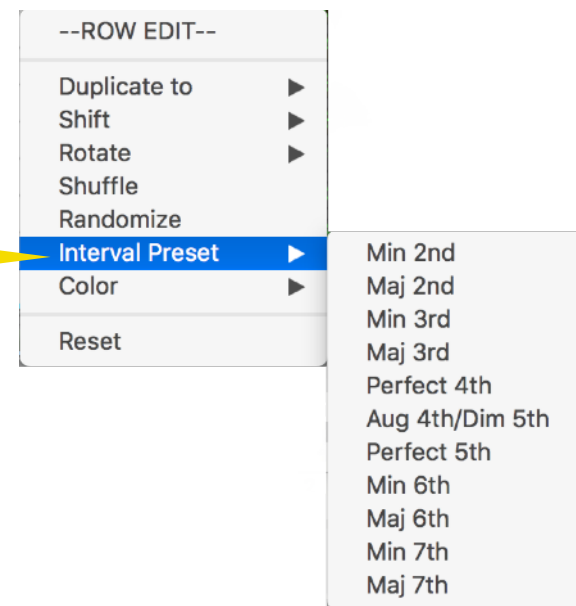 --ROW EDIT--
Duplicate to
Shift
Rotate
Shuffle
Randomize
Interval Preset
Color
Reset
Min 2nd
Maj 2nd
Min 3rd
Maj 3rd
Perfect 4th
Aug 4th/Dim 5th
Perfect 5th
Min 6th
Maj 6th
Min 7th
Maj 7th